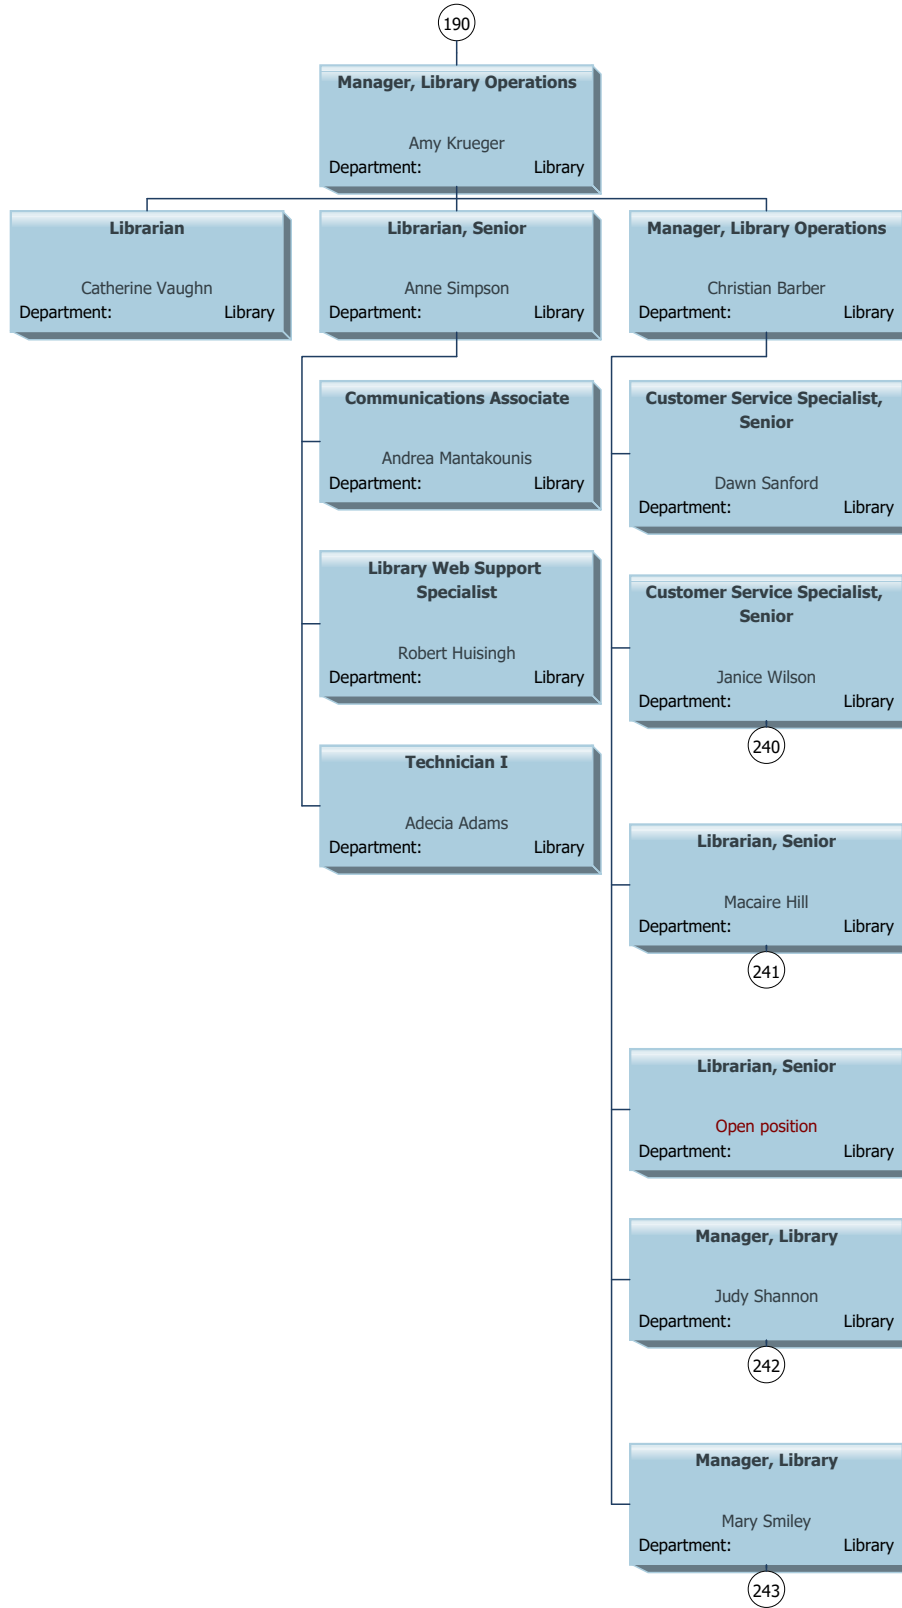 190
Manager, Library Operations
Amy Krueger
Department: Library
Librarian
Catherine Vaughn
Department: Library
Librarian, Senior
Anne Simpson
Department: Library
Manager, Library Operations
Christian Barber
Department: Library
Communications Associate
Andrea Mantakounis
Department: Library
Library Web Support
Specialist
Robert Huisingh
Department: Library
Technician I
Adecia Adams
Department: Library
Customer Service Specialist,
Senior
Dawn Sanford
Department: Library
Customer Service Specialist,
Senior
Janice Wilson
Department: Library
240
Librarian, Senior
Macaire Hill
Department: Library
241
Librarian, Senior
Open position
Department: Library
Manager, Library
Judy Shannon
Department: Library
242
Manager, Library
Mary Smiley
Department: Library
243